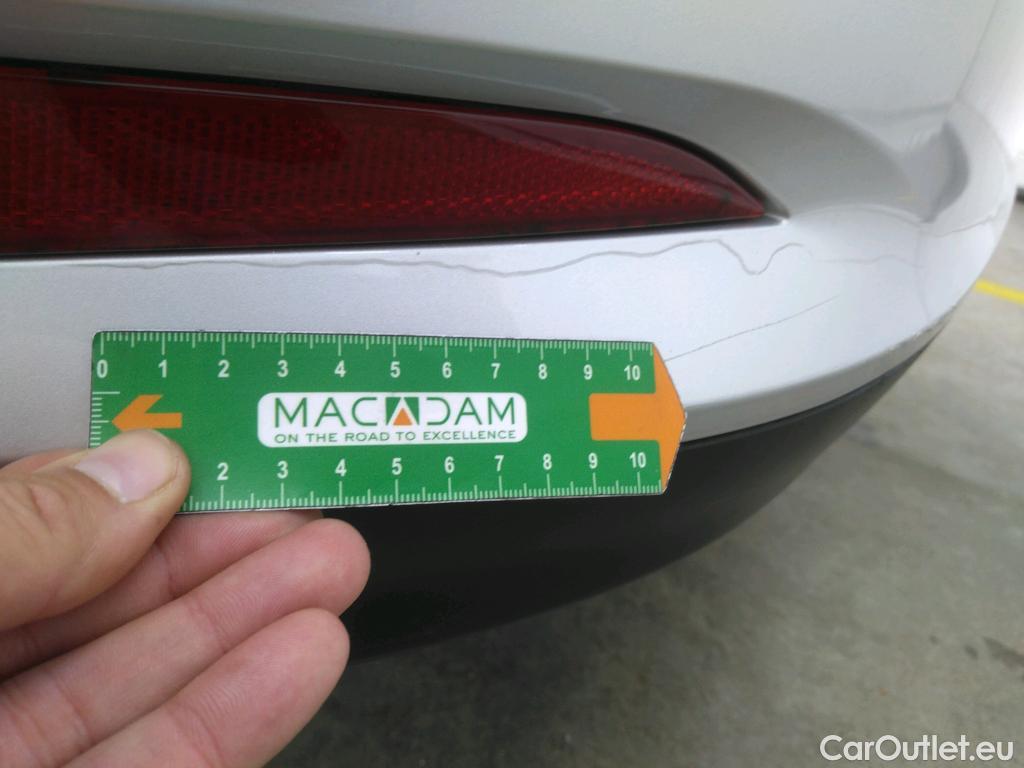 0 1 2 3 4 5 6 7 8 9 10
MACADAM
ON THE ROAD TO EXCELLENCE
2 3 4 5 6 7 8 9 10
CarOutlet.eu